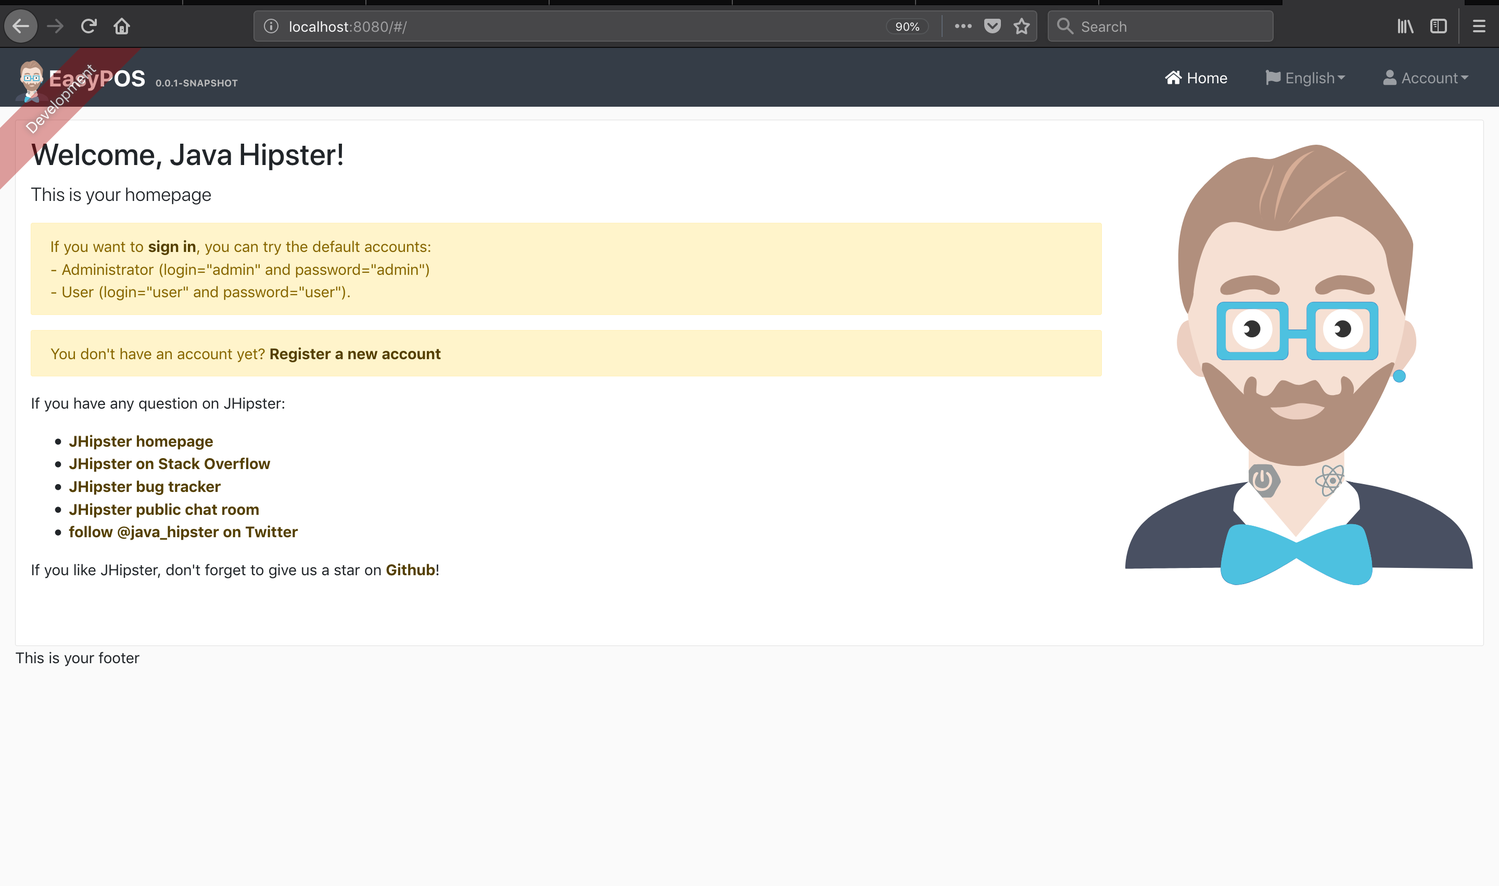 localhost:8080/#/
90%
Search
EasyPOS 0.0.1-SNAPSHOT
Home
English
Account
Development
Welcome, Java Hipster!
This is your homepage
If you want to sign in, you can try the default accounts:
- Administrator (login="admin" and password="admin")
- User (login="user" and password="user").
You don't have an account yet? Register a new account
If you have any question on JHipster:
JHipster homepage
JHipster on Stack Overflow
JHipster bug tracker
JHipster public chat room
follow @java_hipster on Twitter
If you like JHipster, don't forget to give us a star on Github!
This is your footer